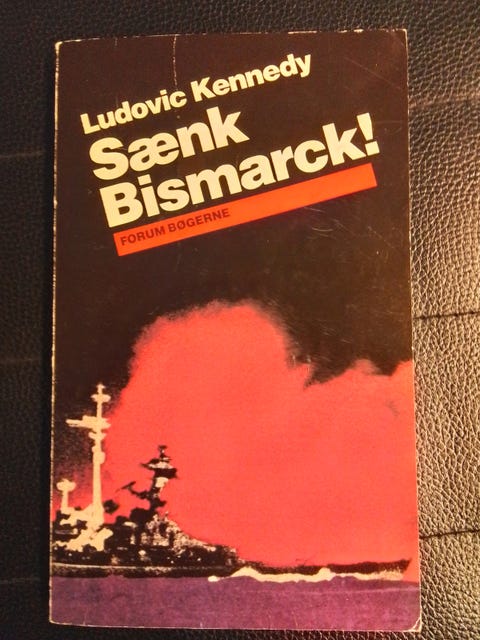 Ludovic Kennedy
Sænk
Bismarck!
FORUM BØGERNE